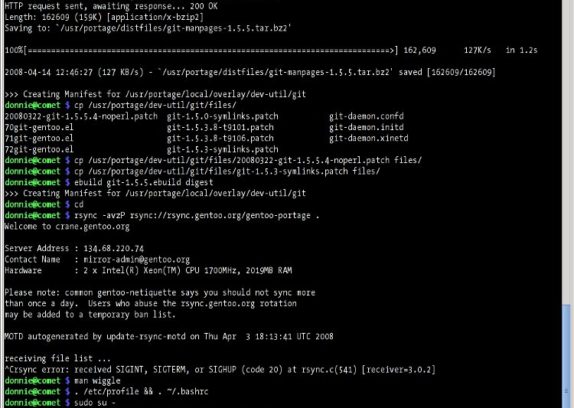 HTTP request sent, awaiting response... 200 OK
Length: 162609 (159K) [application/x-bzip2]
Saving to: `/usr/portage/distfiles/git-manpages-1.5.5.tar.bz2'
100%[======================================================================>] 162,609     127K/s   in 1.2s
2008-04-14 12:46:27 (127 KB/s) - `/usr/portage/distfiles/git-manpages-1.5.5.tar.bz2' saved [162609/162609]
>>> Creating Manifest for /usr/portage/local/overlay/dev-util/git
donnie@comet $ cp /usr/portage/dev-util/git/files/
20080322-git-1.5.5.4-noperl.patch  git-1.5.0-symlinks.patch          git-daemon.confd
70git-gentoo.el                    git-1.5.3.8-t9101.patch           git-daemon.initd
71git-gentoo.el                    git-1.5.3.8-t9106.patch           git-daemon.xinetd
72git-gentoo.el                    git-1.5.3-symlinks.patch
donnie@comet $ cp /usr/portage/dev-util/git/files/20080322-git-1.5.5.4-noperl.patch files/
donnie@comet $ cp /usr/portage/dev-util/git/files/git-1.5.3-symlinks.patch files/
donnie@comet $ ebuild git-1.5.5.ebuild digest
>>> Creating Manifest for /usr/portage/local/overlay/dev-util/git
donnie@comet $ cd
donnie@comet $ rsync -avzP rsync://rsync.gentoo.org/gentoo-portage .
Welcome to crane.gentoo.org
Server Address : 134.68.220.74
Contact Name   : mirror-admin@gentoo.org
Hardware       : 2 x Intel(R) Xeon(TM) CPU 1700MHz, 2019MB RAM
Please note: common gentoo-netiquette says you should not sync more
than once a day.  Users who abuse the rsync.gentoo.org rotation
may be added to a temporary ban list.
MOTD autogenerated by update-rsync-motd on Thu Apr  3 18:13:41 UTC 2008
receiving file list ...
^Crsync error: received SIGINT, SIGTERM, or SIGHUP (code 20) at rsync.c(541) [receiver=3.0.2]
donnie@comet $ man wiggle
donnie@comet $ . /etc/profile && . ~/.bashrc
donnie@comet $ sudo su -